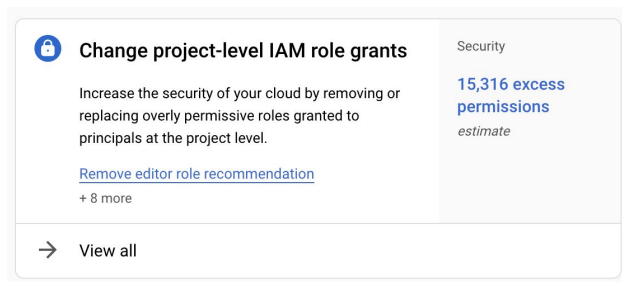 Change project-level IAM role grants
Increase the security of your cloud by removing or
replacing overly permissive roles granted to
principals at the project level.
Remove editor role recommendation
+ 8 more
Security
15,316 excess
permissions
estimate
View all